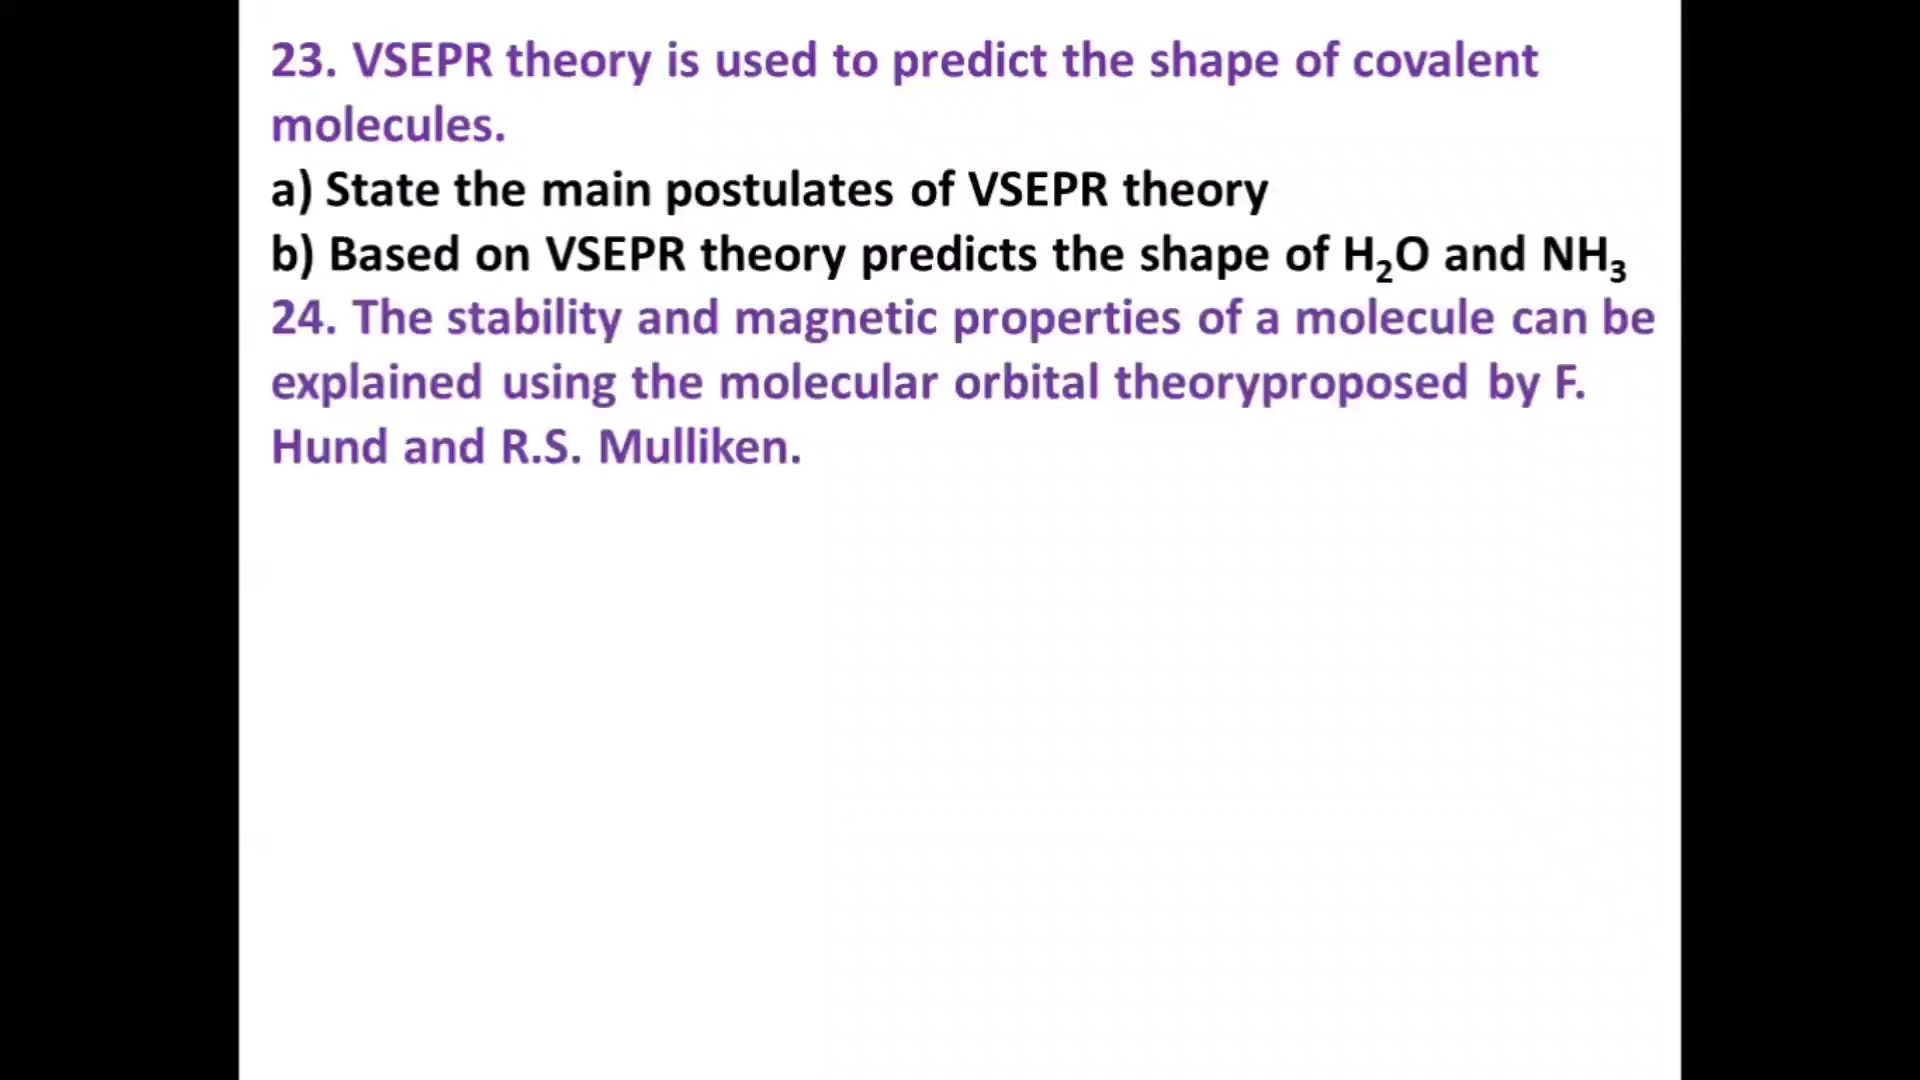 23. VSEPR theory is used to predict the shape of covalent
molecules.
a) State the main postulates of VSEPR theory
b) Based on VSEPR theory predicts the shape of H₂O and NH₃
24. The stability and magnetic properties of a molecule can be
explained using the molecular orbital theoryproposed by F.
Hund and R.S. Mulliken.